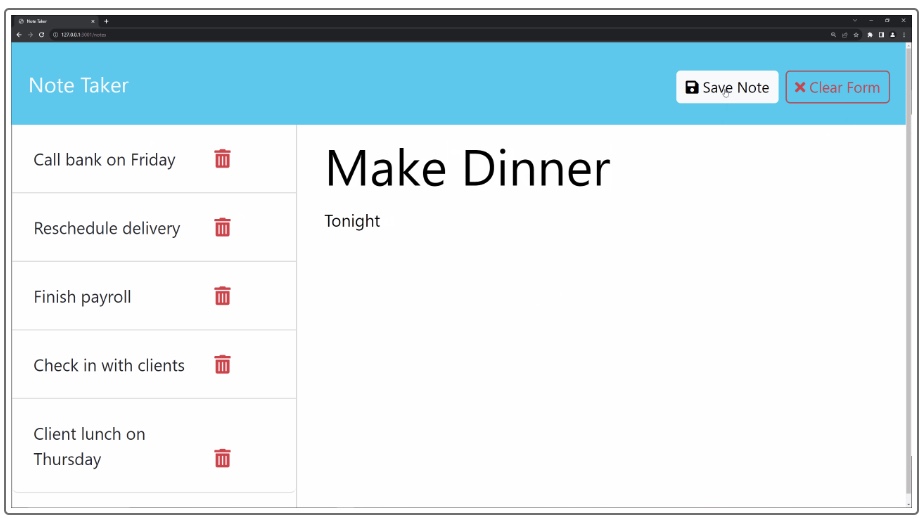 Note Taker
127.0.0.1:3001/notes
Note Taker
Save Note
Clear Form
Call bank on Friday
Reschedule delivery
Finish payroll
Check in with clients
Client lunch on
Thursday
Make Dinner
Tonight